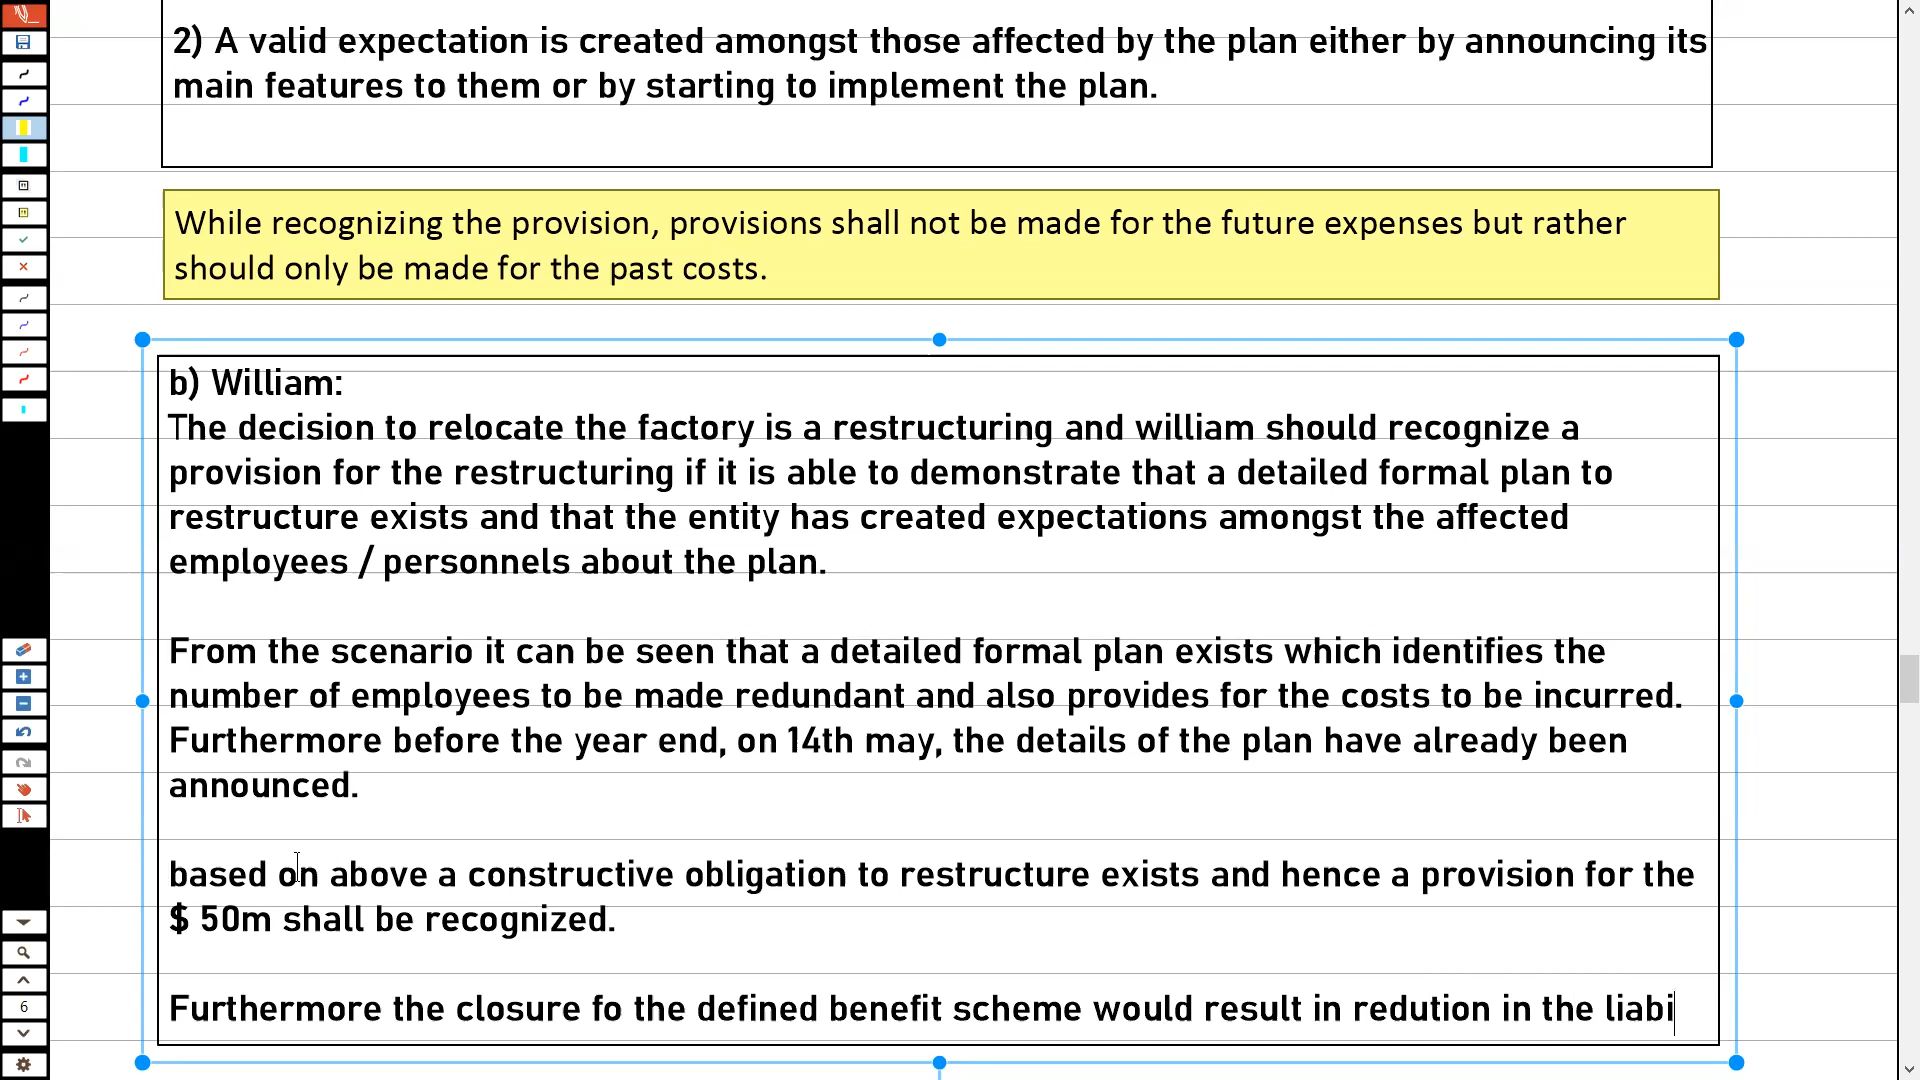 2) A valid expectation is created amongst those affected by the plan either by announcing its
main features to them or by starting to implement the plan.
While recognizing the provision, provisions shall not be made for the future expenses but rather
should only be made for the past costs.
b) William:
The decision to relocate the factory is a restructuring and william should recognize a
provision for the restructuring if it is able to demonstrate that a detailed formal plan to
restructure exists and that the entity has created expectations amongst the affected
employees / personnels about the plan.
From the scenario it can be seen that a detailed formal plan exists which identifies the
number of employees to be made redundant and also provides for the costs to be incurred.
Furthermore before the year end, on 14th may, the details of the plan have already been
announced.
based on above a constructive obligation to restructure exists and hence a provision for the
$ 50m shall be recognized.
Furthermore the closure fo the defined benefit scheme would result in redution in the liabi
6